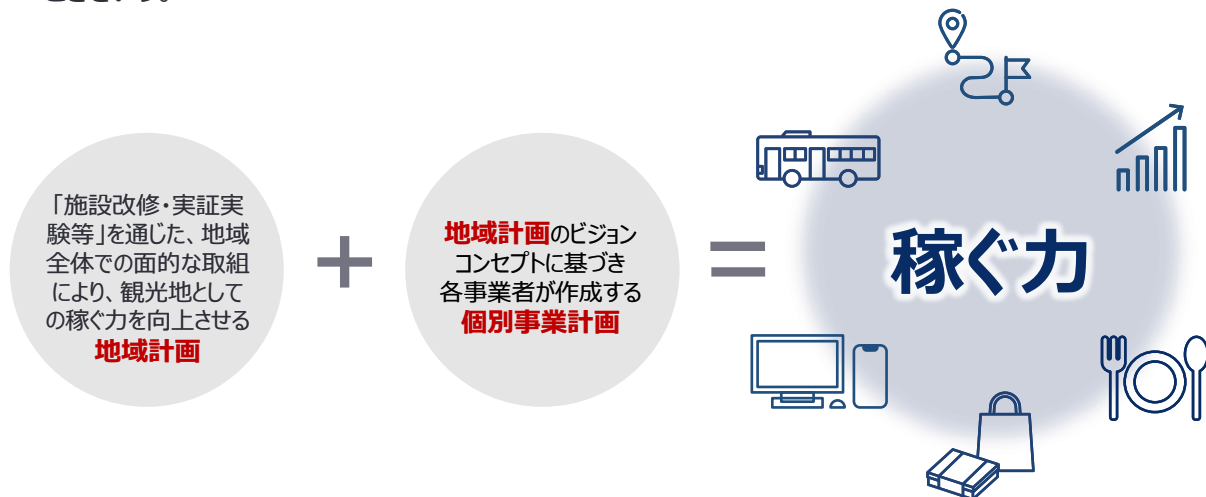 「施設改修・実証実
験等」を通じた、地域
全体での面的な取組
により、観光地として
の稼ぐ力を向上させる
地域計画
+
地域計画のビジョン
コンセプトに基づき
各事業者が作成する
個別事業計画
=
稼ぐ力